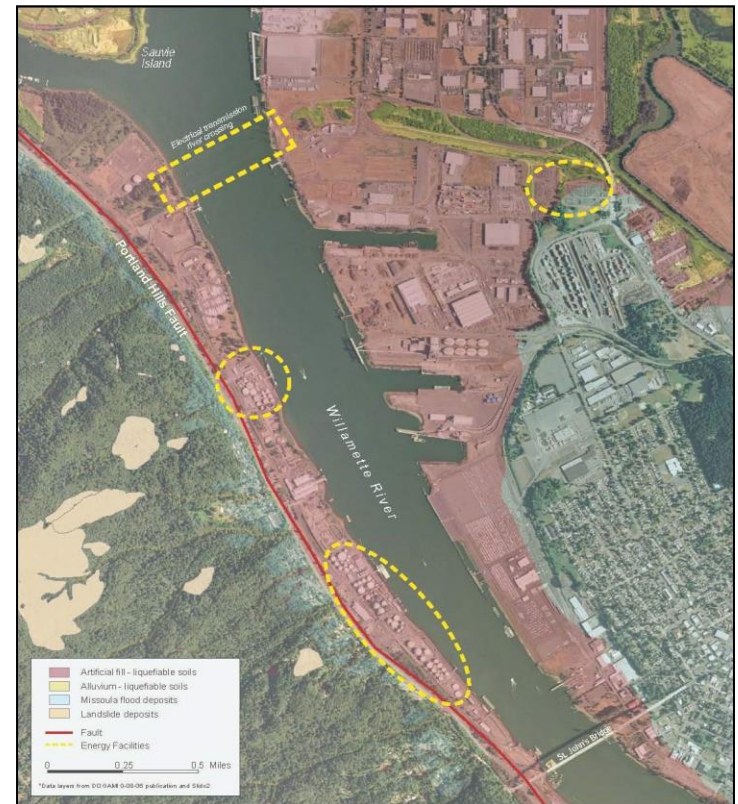 Sauvie
Island
Electrical transmission
river crossing
Portland Hills Fault
Willamette River
St. John's Bridge
Artificial fill - liquefiable soils
Alluvium - liquefiable soils
Missoula flood deposits
Landslide deposits
Fault
Energy Facilities
0 0.25 0.5 Miles
*Data layers from DOGAMI 0-08-06 publication and Slido2